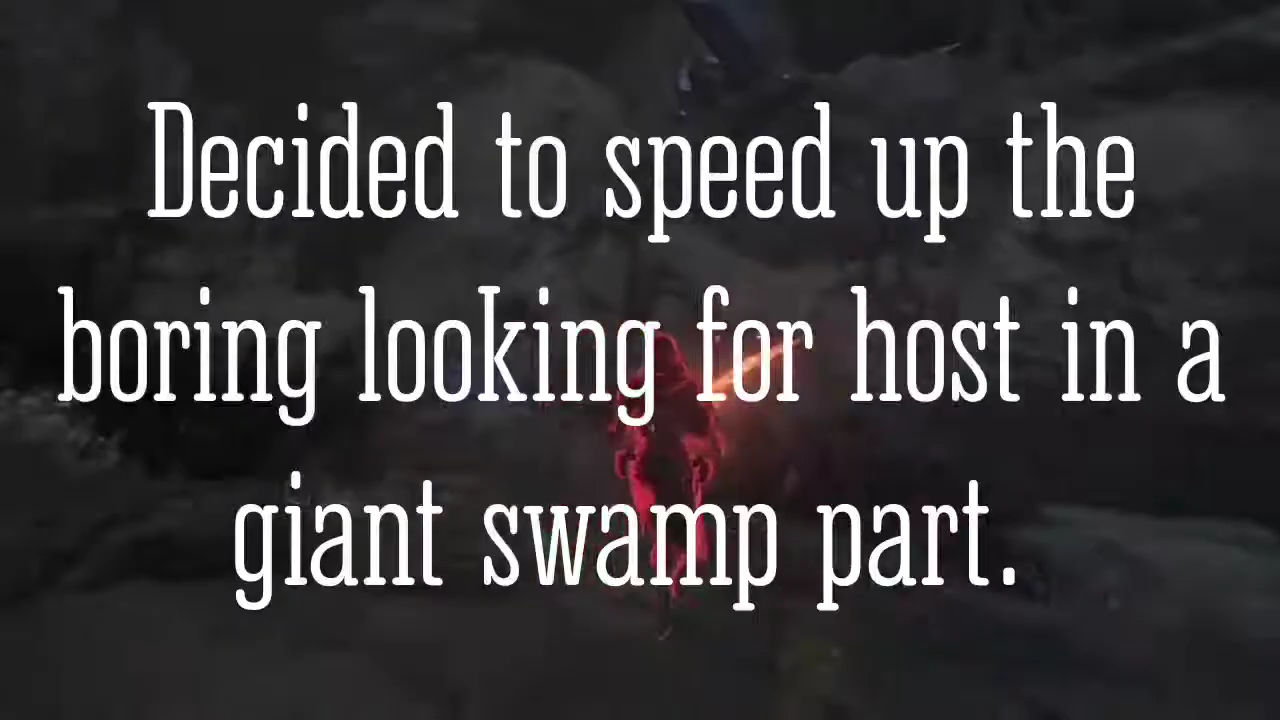 Decided to speed up the
boring looking for host in a
giant swamp part.